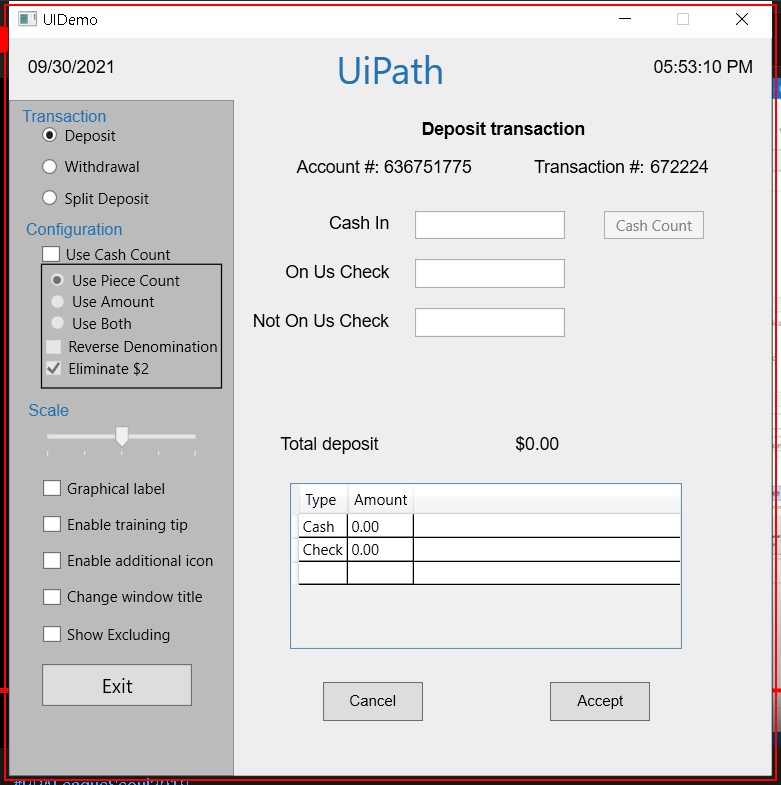 UIDemo
09/30/2021
UiPath
05:53:10 PM
Transaction
Deposit
Withdrawal
Split Deposit
Configuration
Use Cash Count
Use Piece Count
Use Amount
Use Both
Reverse Denomination
Eliminate $2
Scale
Graphical label
Enable training tip
Enable additional icon
Change window title
Show Excluding
Exit
Deposit transaction
Account #: 636751775 Transaction #: 672224
Cash In Cash Count
On Us Check
Not On Us Check
Total deposit $0.00
Type Amount
Cash 0.00
Check 0.00
Cancel Accept